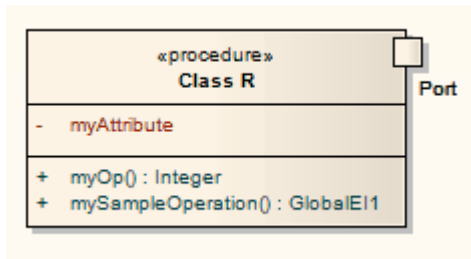 «procedure»
Class R
Port
- myAttribute
+ myOp() : Integer
+ mySampleOperation() : GlobalEl1